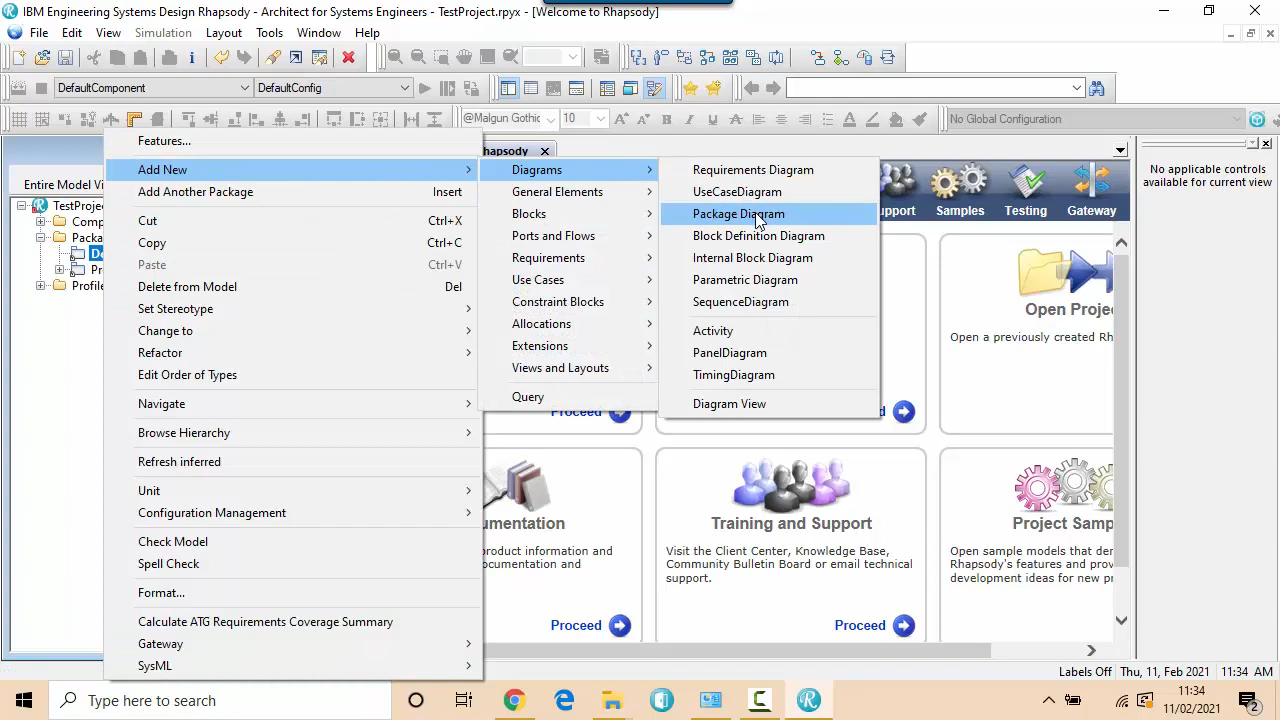 IBM Engineering Systems Design Rhapsody - Architect for Systems Engineers - TestProject.rpyx - [Welcome to Rhapsody]
File Edit View Simulation Layout Tools Window Help
DefaultComponent DefaultConfig
@Malgun Gothic 10 No Global Configuration
Features...
Add New
Add Another Package Insert
Cut Ctrl+X
Copy Ctrl+C
Paste Ctrl+V
Delete from Model Del
Set Stereotype
Change to
Refactor
Edit Order of Types
Navigate
Browse Hierarchy
Refresh inferred
Unit
Configuration Management
Check Model
Spell Check
Format...
Calculate ATG Requirements Coverage Summary
Gateway
SysML
Diagrams
General Elements
Blocks
Ports and Flows
Requirements
Use Cases
Constraint Blocks
Allocations
Extensions
Views and Layouts
Query
Requirements Diagram
UseCaseDiagram
Package Diagram
Block Definition Diagram
Internal Block Diagram
Parametric Diagram
SequenceDiagram
Activity
PanelDiagram
TimingDiagram
Diagram View
Entire Model Vi
TestProje
Comp
Packa
De
Pr
Profile
hapsody
upport Samples Testing Gateway
No applicable controls
available for current view
Open Projec
Open a previously created Rh
Proceed d
umentation
product information and
ocumentation and
Proceed
Training and Support
Visit the Client Center, Knowledge Base,
Community Bulletin Board or email technical
support.
Proceed
Project Samp
Open sample models that der
Rhapsody's features and prov
development ideas for new pr
Labels Off Thu, 11, Feb 2021 11:34 AM
Type here to search
11:34
11/02/2021
2